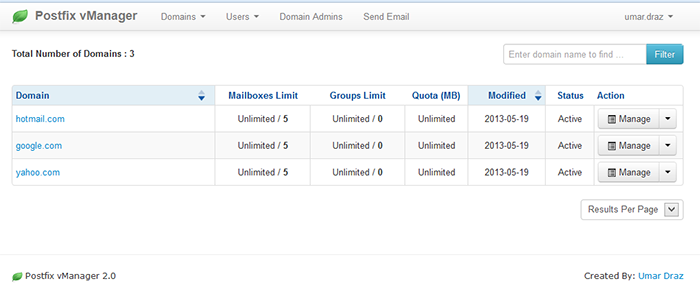 Postfix vManager Domains Users Domain Admins Send Email umar.draz
Total Number of Domains : 3 Enter domain name to find ... Filter
Domain Mailboxes Limit Groups Limit Quota (MB) Modified Status Action
hotmail.com Unlimited / 5 Unlimited / 0 Unlimited 2013-05-19 Active Manage
google.com Unlimited / 5 Unlimited / 0 Unlimited 2013-05-19 Active Manage
yahoo.com Unlimited / 5 Unlimited / 0 Unlimited 2013-05-19 Active Manage
Results Per Page
Postfix vManager 2.0 Created By: Umar Draz